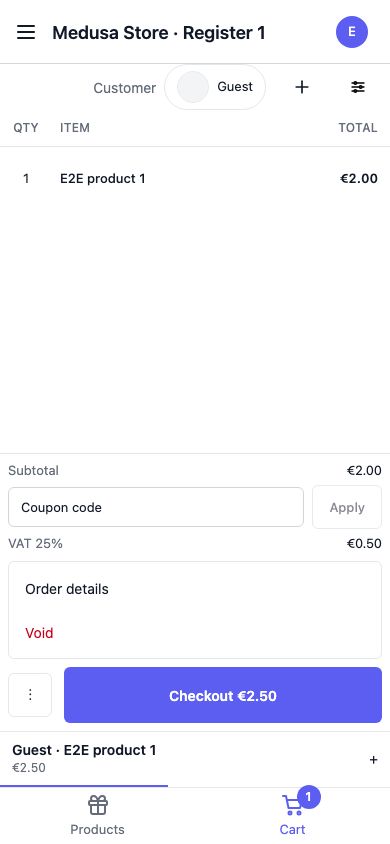 Medusa Store · Register 1
E
Customer Guest
QTY ITEM TOTAL
1 E2E product 1 €2.00
Subtotal €2.00
Coupon code Apply
VAT 25% €0.50
Order details
Void
Checkout €2.50
Guest · E2E product 1
€2.50
+
1
Products Cart